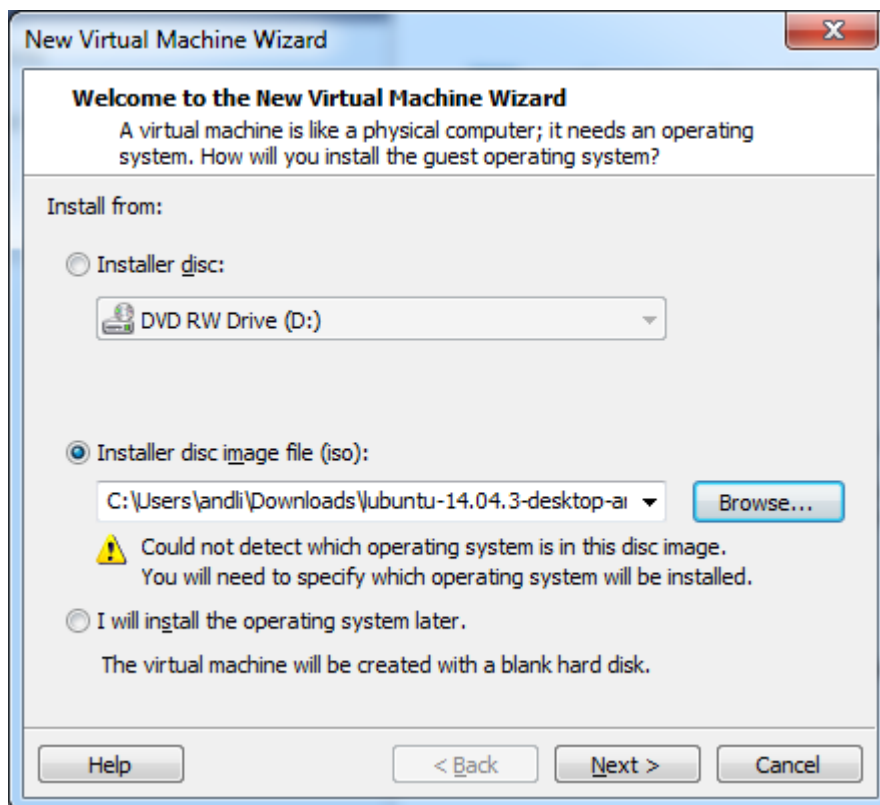 New Virtual Machine Wizard
Welcome to the New Virtual Machine Wizard
A virtual machine is like a physical computer; it needs an operating
system. How will you install the guest operating system?
Install from:
Installer disc:
DVD RW Drive (D:)
Installer disc image file (iso):
C:\Users\andli\Downloads\lubuntu-14.04.3-desktop-ar Browse...
Could not detect which operating system is in this disc image.
You will need to specify which operating system will be installed.
I will install the operating system later.
The virtual machine will be created with a blank hard disk.
Help < Back Next > Cancel